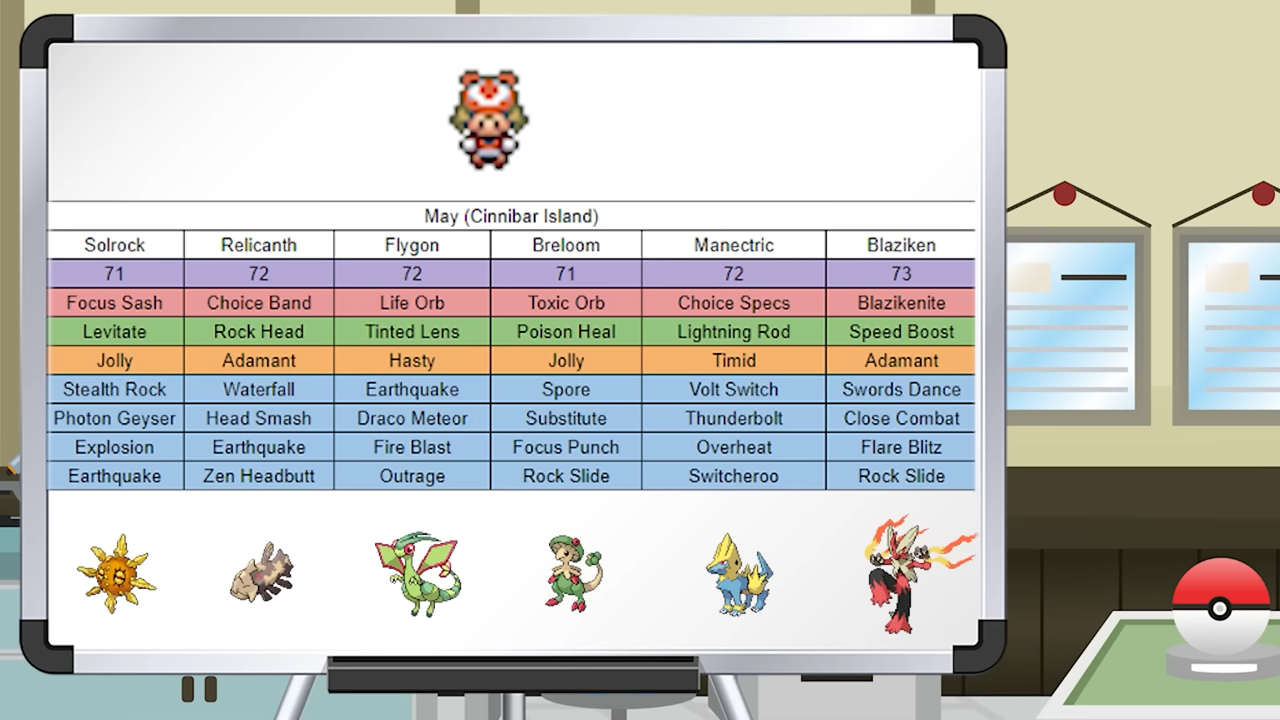 May (Cinnibar Island)
Solrock Relicanth Flygon Breloom Manectric Blaziken
71 72 72 71 72 73
Focus Sash Choice Band Life Orb Toxic Orb Choice Specs Blazikenite
Levitate Rock Head Tinted Lens Poison Heal Lightning Rod Speed Boost
Jolly Adamant Hasty Jolly Timid Adamant
Stealth Rock Waterfall Earthquake Spore Volt Switch Swords Dance
Photon Geyser Head Smash Draco Meteor Substitute Thunderbolt Close Combat
Explosion Earthquake Fire Blast Focus Punch Overheat Flare Blitz
Earthquake Zen Headbutt Outrage Rock Slide Switcheroo Rock Slide